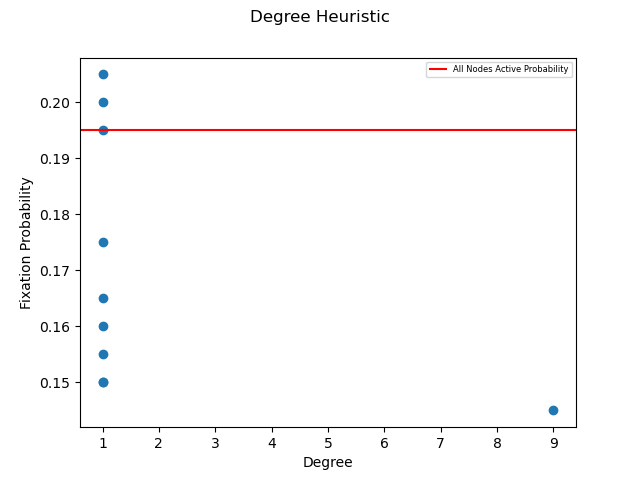 Degree Heuristic
All Nodes Active Probability
0.20
0.19
0.18
0.17
0.16
0.15
Fixation Probability
1 2 3 4 5 6 7 8 9
Degree